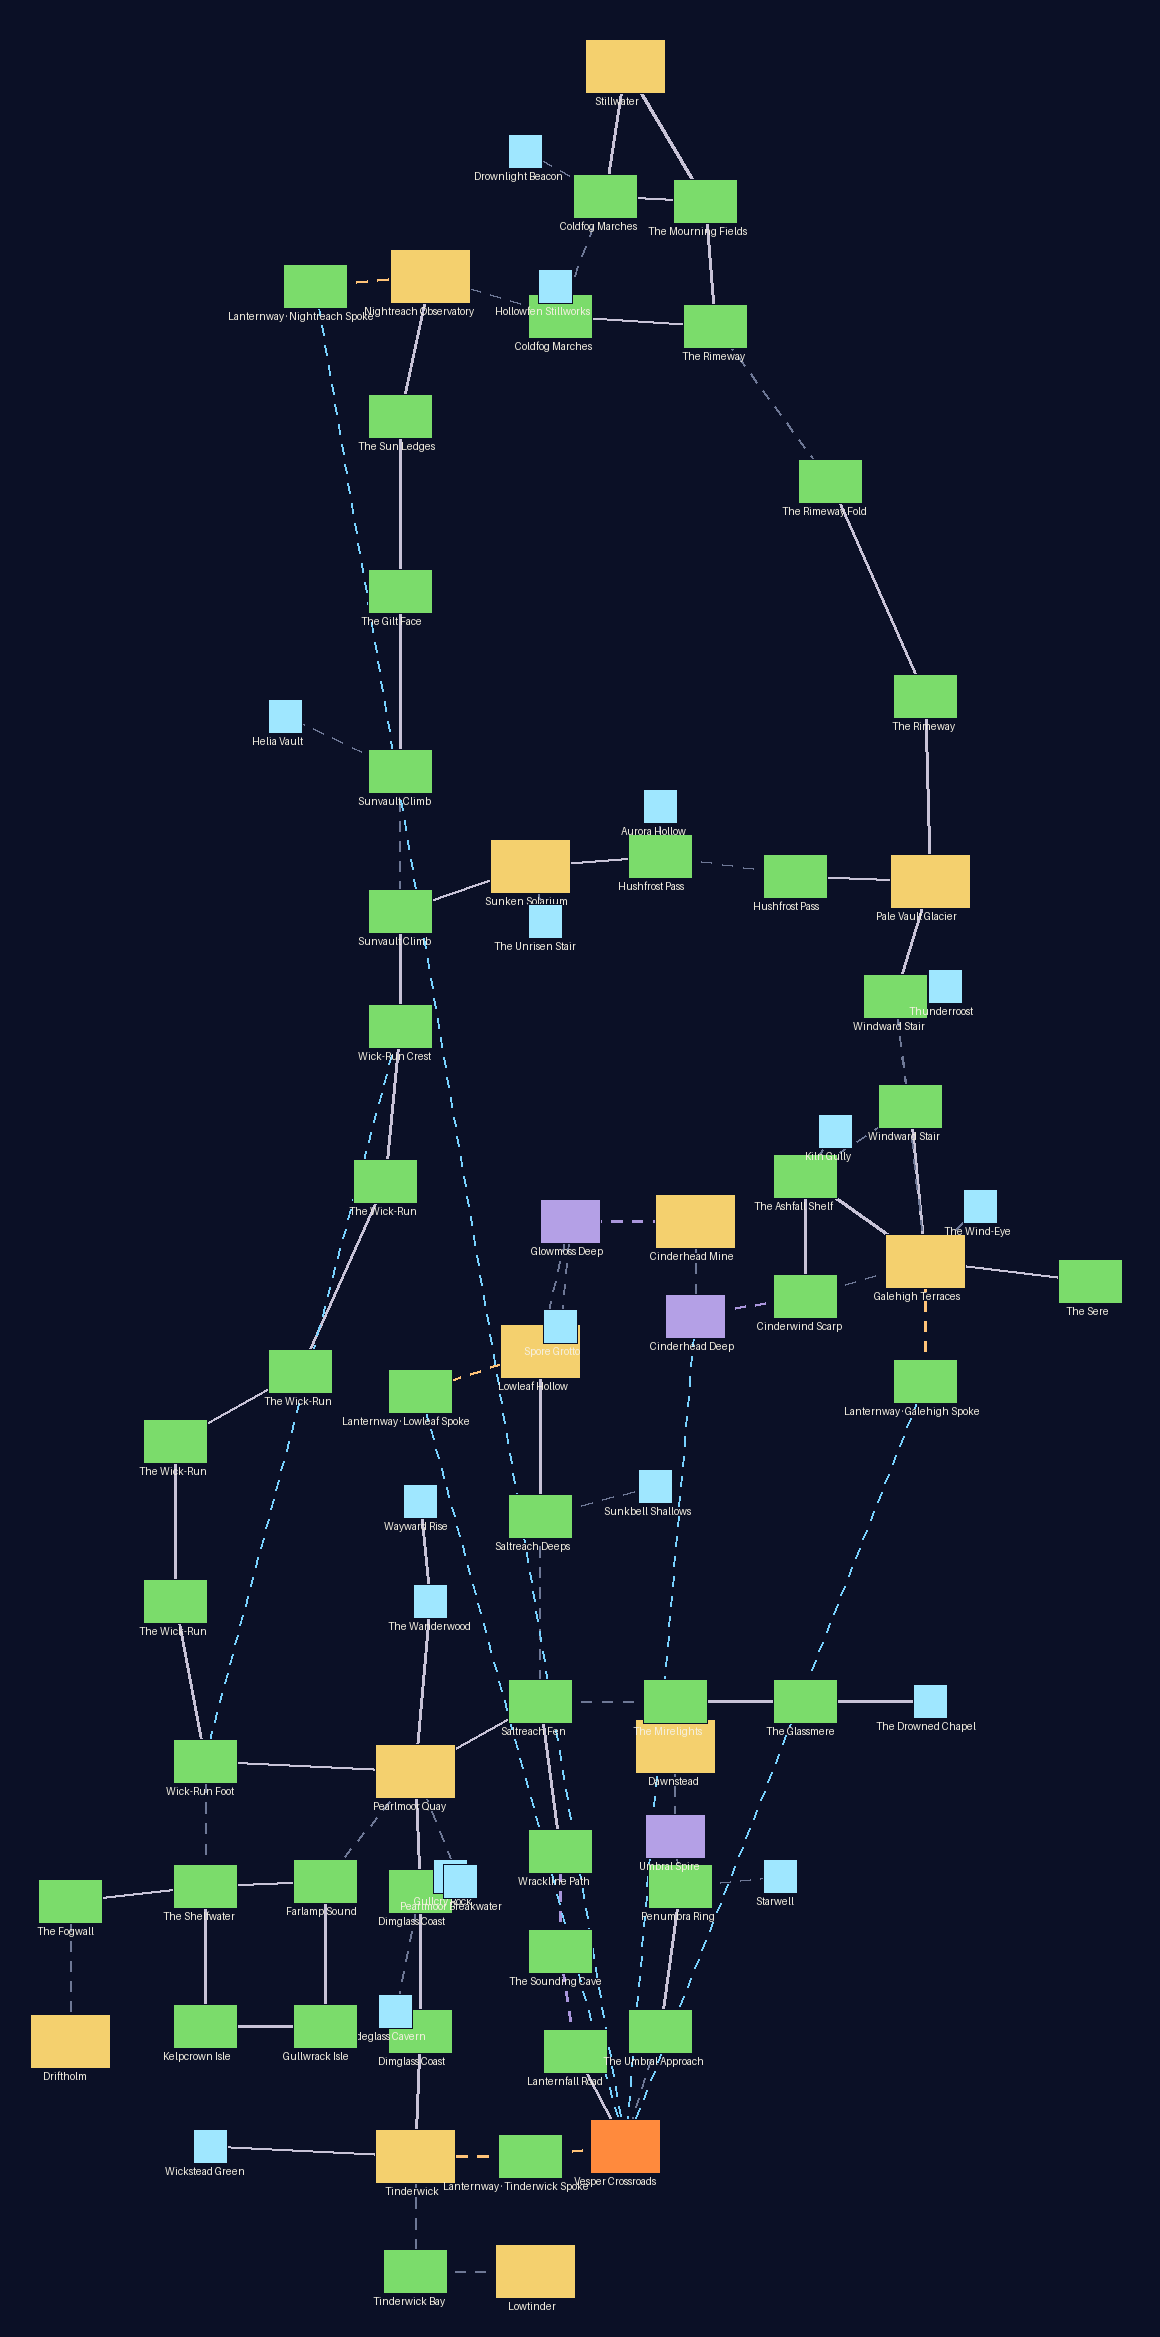 Stillwater
Drownlight Beacon
Coldfog Marches
The Mourning Fields
Lanternway·Nightreach Spoke
Nightreach Observatory
Hollowfen Stillworks
Coldfog Marches
The Rimeway
The Sun Ledges
The Rimeway Fold
The Gilt Face
The Rimeway
Helia Vault
Sunvault Climb
Aurora Hollow
Hushfrost Pass
Sunken Solarium
Hushfrost Pass
Pale Vault Glacier
Sunvault Climb
The Unrisen Stair
Thunderroost
Windward Stair
Wick-Run Crest
Windward Stair
Kiln Gully
The Wick-Run
The Ashfall Shelf
The Wind-Eye
Glowmoss Deep
Cinderhead Mine
Galehigh Terraces
The Sere
Cinderwind Scarp
Cinderhead Deep
Spore Grotto
Lowleaf Hollow
The Wick-Run
Lanternway·Lowleaf Spoke
Lanternway·Galehigh Spoke
The Wick-Run
Sunkbell Shallows
Wayward Rise
Saltreach Deeps
The Wick-Run
The Wanderwood
Saltreach Fen
The Mirelights
The Glassmere
The Drowned Chapel
Dawnstead
Wick-Run Foot
Pearlmoor Quay
Umbral Spire
Wrackline Path
Gullcry Rock
Pearlmoor Breakwater
Starwell
The Fogwall
The Shelfwater
Farlamp Sound
Dimglass Coast
Penumbra Ring
The Sounding Cave
deglass Cavern
Kelpcrown Isle
Gullwrack Isle
Dimglass Coast
The Umbral Approach
Driftholm
Lanternfall Road
Wickstead Green
Tinderwick
Lanternway·Tinderwick Spoke
Vesper Crossroads
Tinderwick Bay
Lowtinder